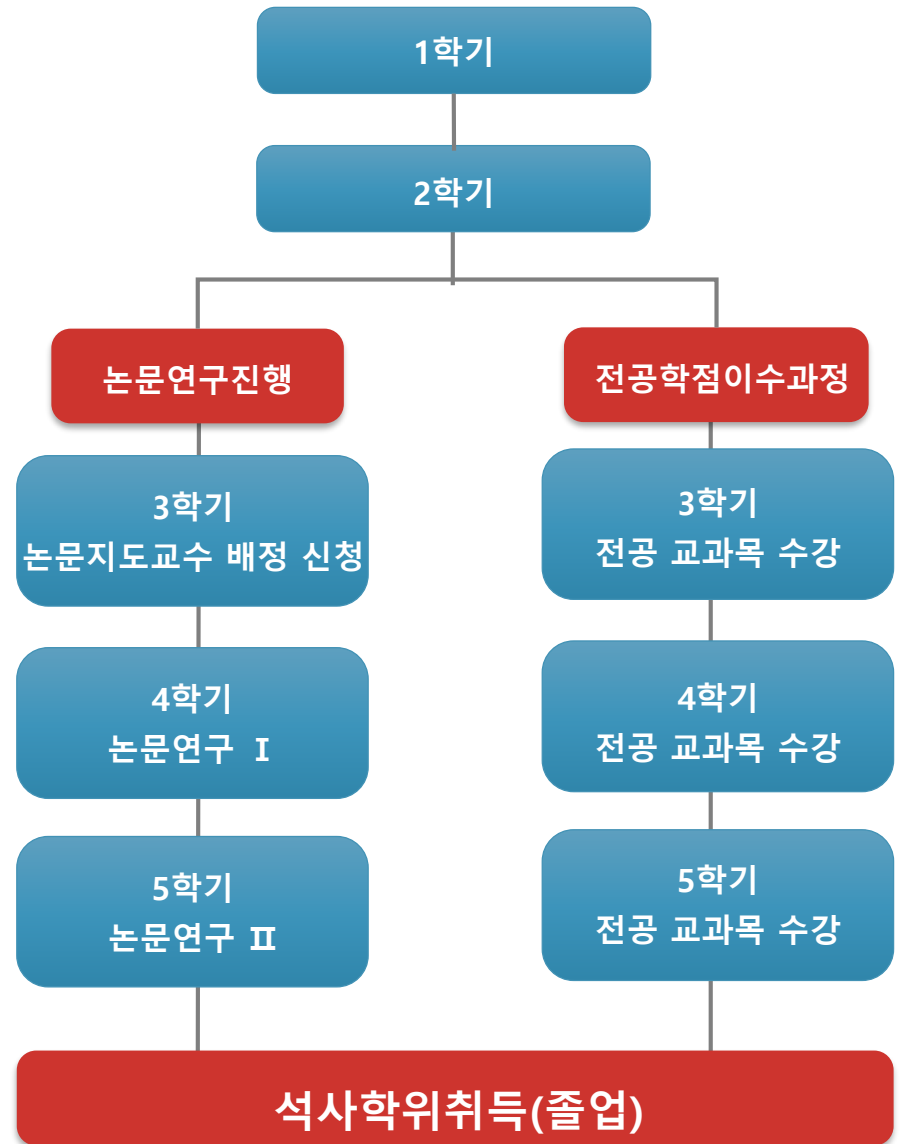 1학기
2학기
논문연구진행
전공학점이수과정
3학기
논문지도교수 배정 신청
3학기
전공 교과목 수강
4학기
논문연구 Ⅰ
4학기
전공 교과목 수강
5학기
논문연구 Ⅱ
5학기
전공 교과목 수강
석사학위취득(졸업)